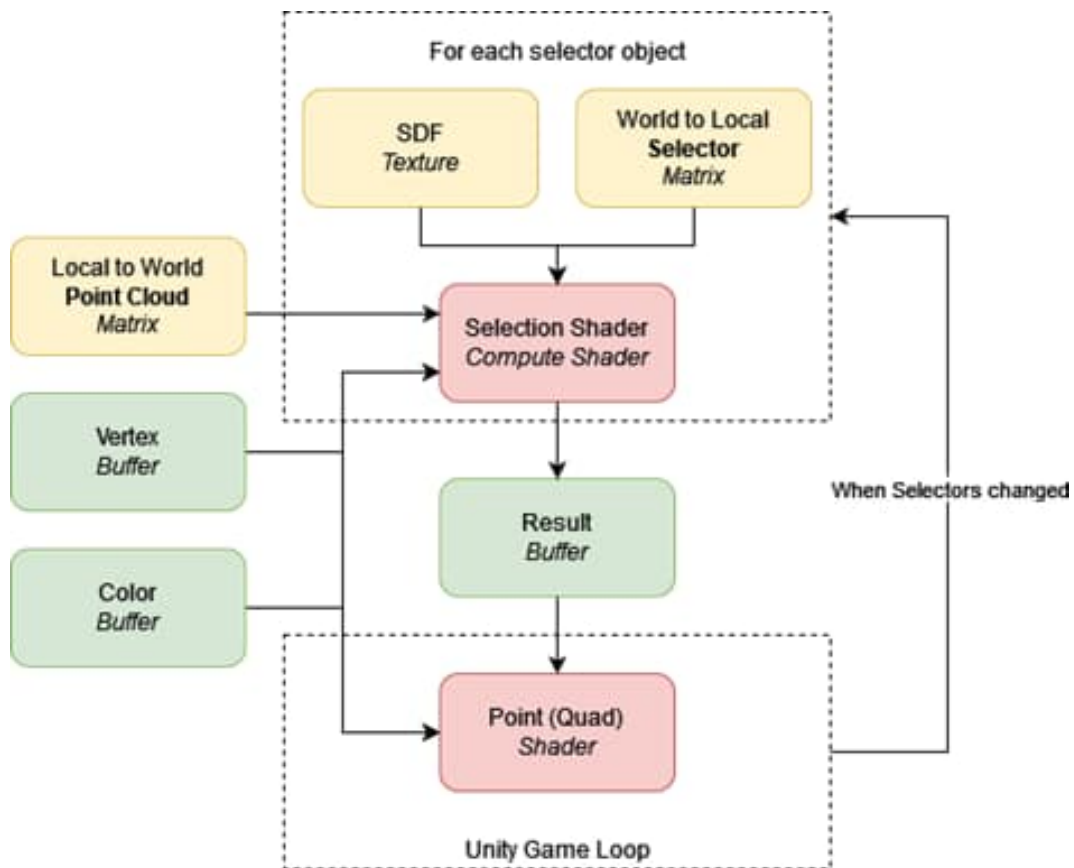 For each selector object
SDF
Texture
World to Local
Selector
Matrix
Local to World
Point Cloud
Matrix
Selection Shader
Compute Shader
Vertex
Buffer
Result
Buffer
When Selectors changed
Color
Buffer
Point (Quad)
Shader
Unity Game Loop